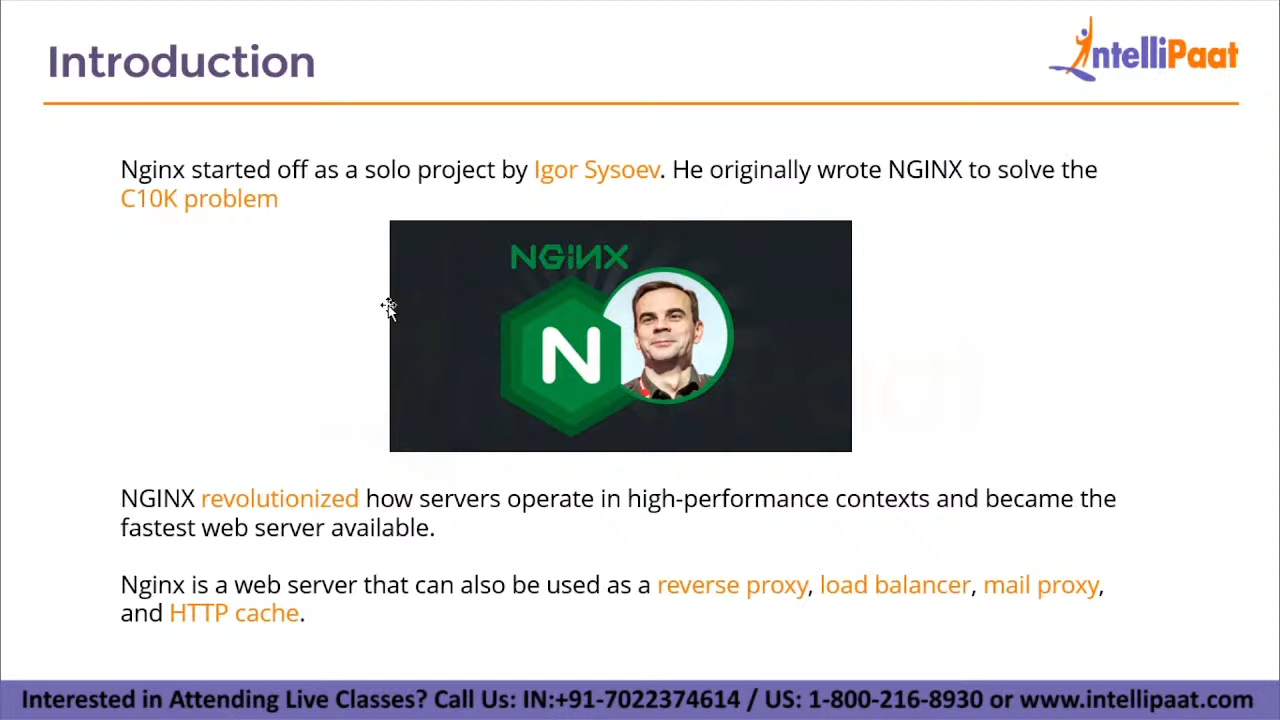 Introduction
IntelliPaat
Nginx started off as a solo project by Igor Sysoev. He originally wrote NGINX to solve the
C10K problem
NGINX
N
NGINX revolutionized how servers operate in high-performance contexts and became the
fastest web server available.
Nginx is a web server that can also be used as a reverse proxy, load balancer, mail proxy,
and HTTP cache.
Interested in Attending Live Classes? Call Us: IN:+91-7022374614 / US: 1-800-216-8930 or www.intellipaat.com